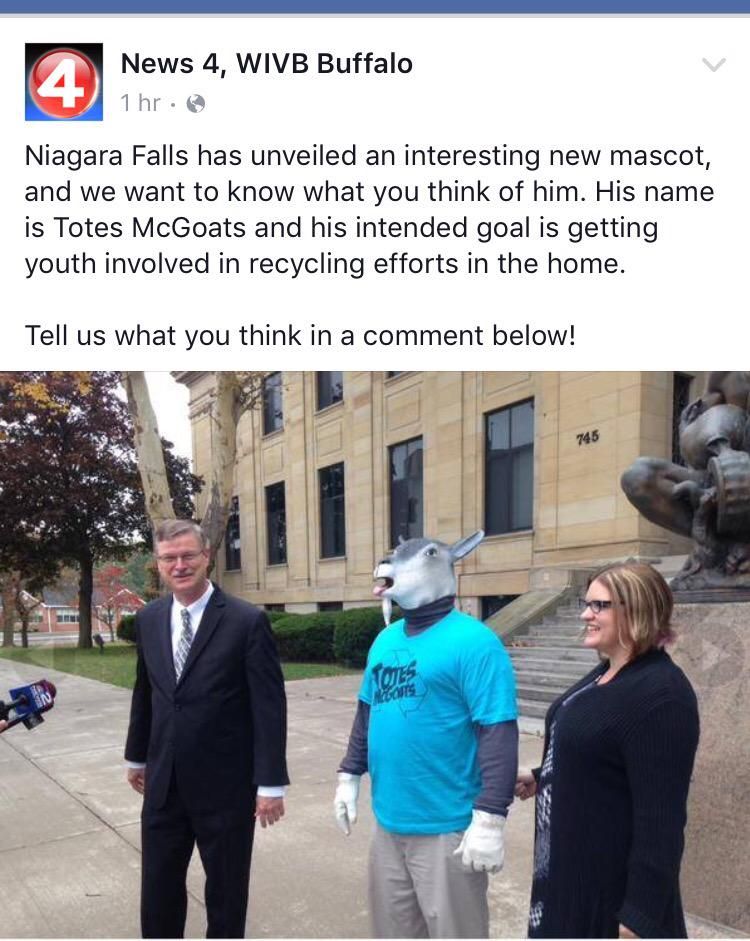 4
News 4, WIVB Buffalo
1 hr ·
Niagara Falls has unveiled an interesting new mascot,
and we want to know what you think of him. His name
is Totes McGoats and his intended goal is getting
youth involved in recycling efforts in the home.
Tell us what you think in a comment below!
745
TOTES
MCGOATS
2